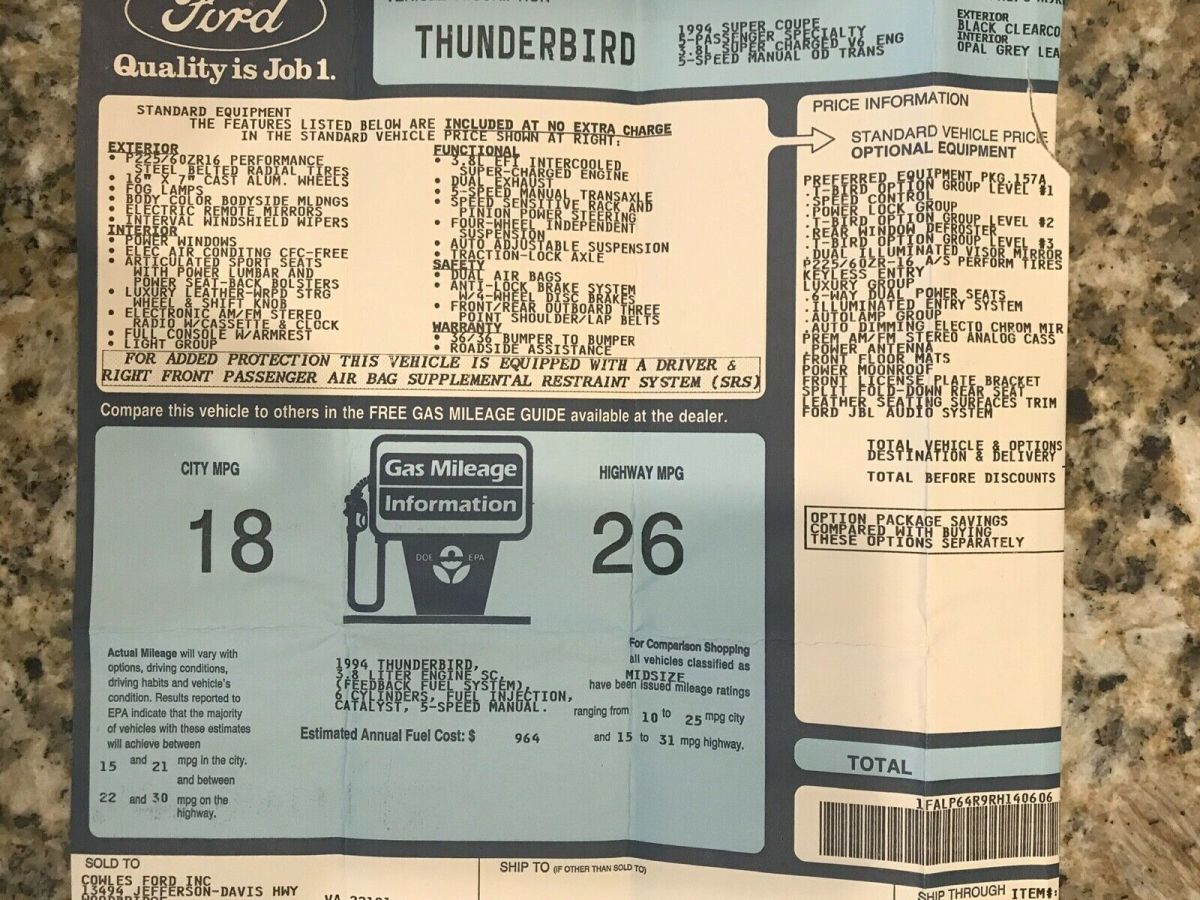 Ford
Quality is Job 1.
THUNDERBIRD
1994 SUPER COUPE
5-PASSENGER SPECIALTY
3.8L SUPER CHARGED V6 ENG
5-SPEED MANUAL OD TRANS
EXTERIOR
BLACK CLEARCO
INTERIOR
OPAL GREY LEA
STANDARD EQUIPMENT
THE FEATURES LISTED BELOW ARE INCLUDED AT NO EXTRA CHARGE
IN THE STANDARD VEHICLE PRICE SHOWN AT RIGHT:
EXTERIOR
• P225/60ZR16 PERFORMANCE
STEEL BELTED RADIAL TIRES
• 16" X 7" CAST ALUM. WHEELS
• FOG LAMPS
• BODY COLOR BODYSIDE MLDNGS
• ELECTRIC REMOTE MIRRORS
• INTERVAL WINDSHIELD WIPERS
INTERIOR
• POWER WINDOWS
• ELEC AIR CONDITNG CFC-FREE
• ARTICULATED SPORT SEATS
WITH POWER LUMBAR AND
POWER SEAT-BACK BOLSTERS
• LUXURY LEATHER-WRPD STRG
WHEEL & SHIFT KNOB
• ELECTRONIC AM/FM STEREO
RADIO W/CASSETTE & CLOCK
• FULL CONSOLE W/ARMREST
• LIGHT GROUP
FUNCTIONAL
• 3.8L EFI INTERCOOLED
SUPER-CHARGED ENGINE
• DUAL EXHAUST
• 5-SPEED MANUAL TRANSAXLE
• SPEED SENSITIVE RACK AND
PINION POWER STEERING
• FOUR-WHEEL INDEPENDENT
SUSPENSION
• AUTO ADJUSTABLE SUSPENSION
• TRACTION-LOCK AXLE
SAFETY
• DUAL AIR BAGS
• ANTI-LOCK BRAKE SYSTEM
W/4-WHEEL DISC BRAKES
• FRONT/REAR OUTBOARD THREE
POINT SHOULDER/LAP BELTS
WARRANTY
• 36/36 BUMPER TO BUMPER
• ROADSIDE ASSISTANCE
FOR ADDED PROTECTION THIS VEHICLE IS EQUIPPED WITH A DRIVER &
RIGHT FRONT PASSENGER AIR BAG SUPPLEMENTAL RESTRAINT SYSTEM (SRS)
PRICE INFORMATION
STANDARD VEHICLE PRICE
OPTIONAL EQUIPMENT
PREFERRED EQUIPMENT PKG.157A
.T-BIRD OPTION GROUP LEVEL #1
.SPEED CONTROL
.POWER LOCK GROUP
.T-BIRD OPTION GROUP LEVEL #2
.REAR WINDOW DEFROSTER
.T-BIRD OPTION GROUP LEVEL #3
.DUAL ILLUMINATED VISOR MIRROR
P225/60ZR-16 A/S PERFORM TIRES
KEYLESS ENTRY
LUXURY GROUP
.6-WAY DUAL POWER SEATS
.ILLUMINATED ENTRY SYSTEM
.AUTOLAMP GROUP
.AUTO DIMMING ELECTO CHROM MIR
PREM AM/FM STEREO ANALOG CASS
.POWER ANTENNA
FRONT FLOOR MATS
POWER MOONROOF
FRONT LICENSE PLATE BRACKET
SPLIT FOLD-DOWN REAR SEAT
LEATHER SEATING SURFACES TRIM
FORD JBL AUDIO SYSTEM
TOTAL VEHICLE & OPTIONS
DESTINATION & DELIVERY
TOTAL BEFORE DISCOUNTS
OPTION PACKAGE SAVINGS
COMPARED WITH BUYING
THESE OPTIONS SEPARATELY
Compare this vehicle to others in the FREE GAS MILEAGE GUIDE available at the dealer.
CITY MPG
18
Gas Mileage
Information
DOE EPA
HIGHWAY MPG
26
Actual Mileage will vary with
options, driving conditions,
driving habits and vehicle's
condition. Results reported to
EPA indicate that the majority
of vehicles with these estimates
will achieve between
15 and 21 mpg in the city.
and between
22 and 30 mpg on the
highway.
1994 THUNDERBIRD,
3.8 LITER ENGINE SC,
(FEEDBACK FUEL SYSTEM),
6 CYLINDERS, FUEL INJECTION,
CATALYST, 5-SPEED MANUAL.
Estimated Annual Fuel Cost: $ 964
For Comparison Shopping
all vehicles classified as
MIDSIZE
have been issued mileage ratings
ranging from 10 to 25 mpg city
and 15 to 31 mpg highway.
TOTAL
1FALP64R9RH140606
SOLD TO
COWLES FORD INC
13494 JEFFERSON-DAVIS HWY
SHIP TO (IF OTHER THAN SOLD TO)
SHIP THROUGH ITEM#: